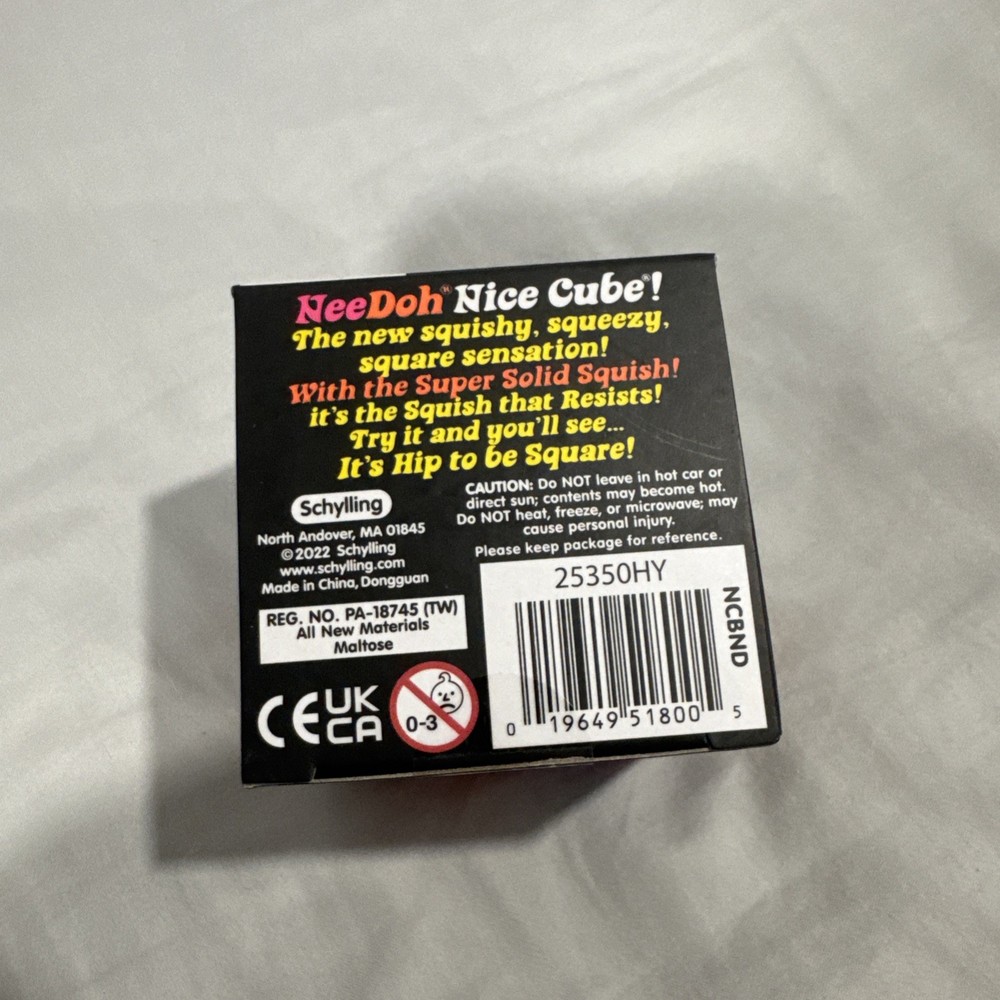 NeeDoh® Nice Cube®!
The new squishy, squeezy,
square sensation!
With the Super Solid Squish!
it's the Squish that Resists!
Try it and you'll see...
It's Hip to be Square!
Schylling
North Andover, MA 01845
©2022 Schylling
www.schylling.com
Made in China, Dongguan
CAUTION: Do NOT leave in hot car or
direct sun; contents may become hot.
Do NOT heat, freeze, or microwave; may
cause personal injury.
Please keep package for reference.
REG. NO. PA-18745 (TW)
All New Materials
Maltose
CE UK
CA
0-3
25350HY
0 19649 51800 5
NCBND